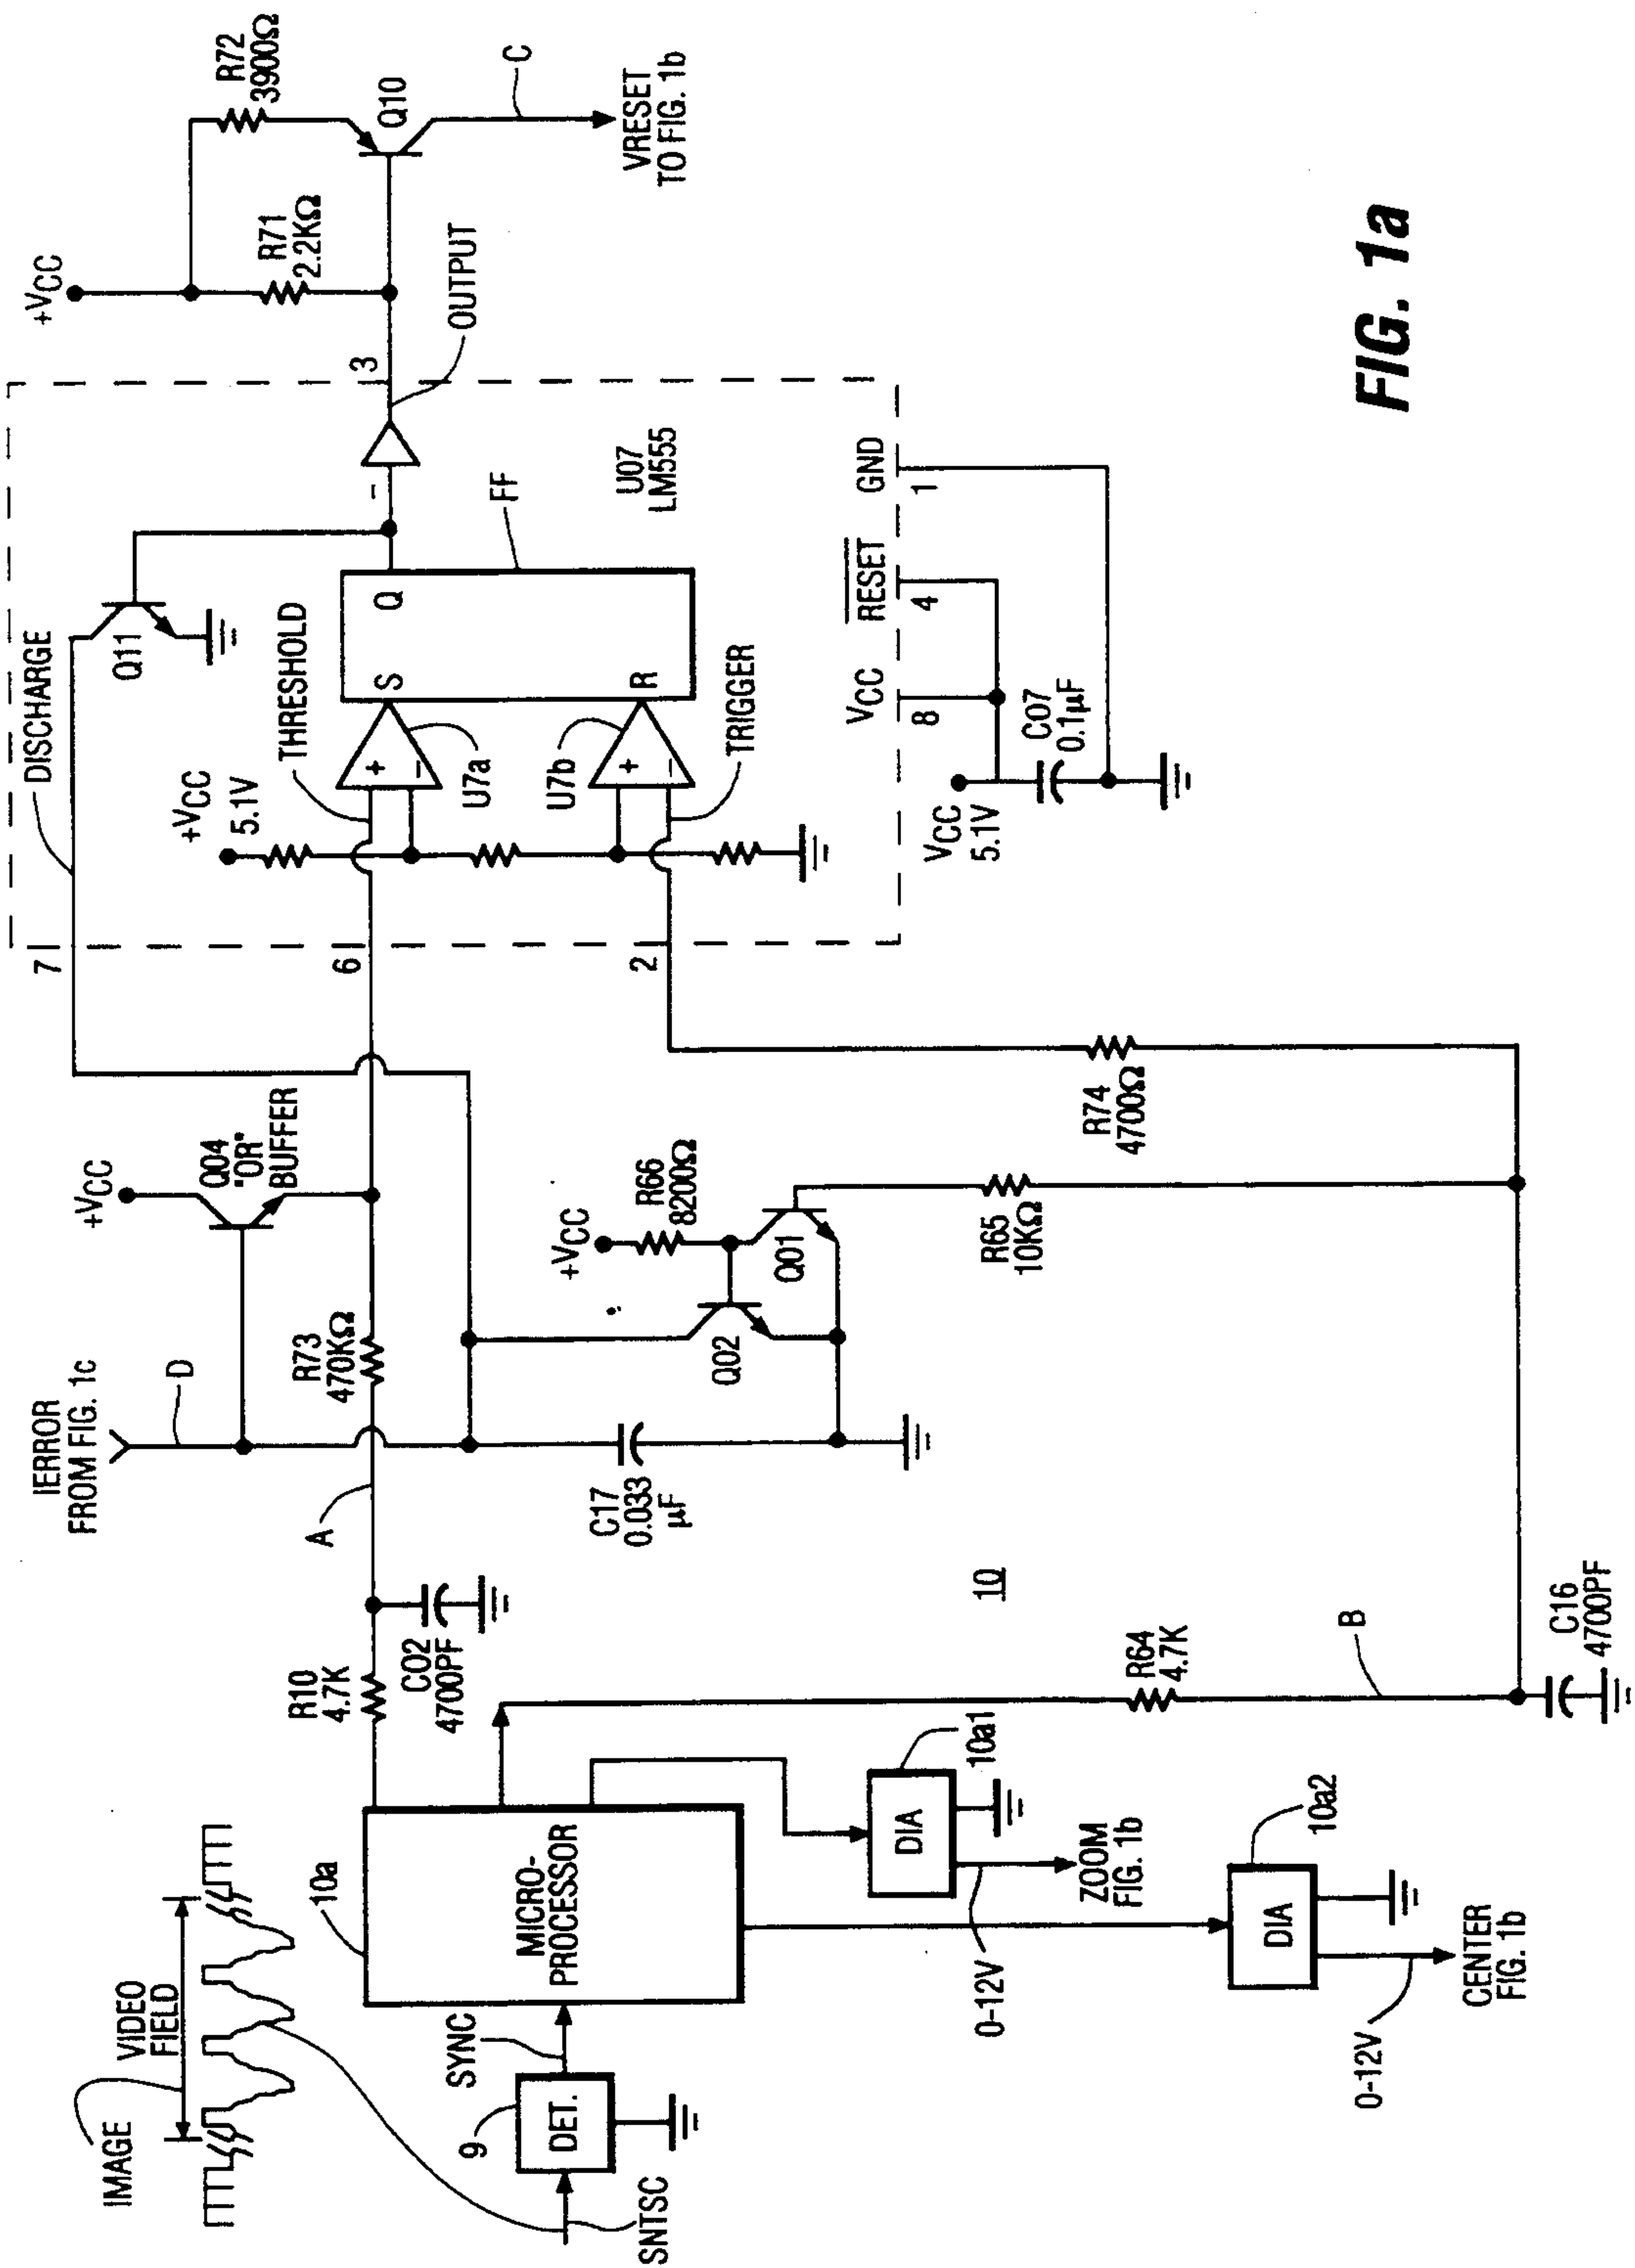 IMAGE
VIDEO
FIELD
SNTSC
9
DET.
SYNC
10a
MICRO-
PROCESSOR
R10
4.7K
C02
4700PF
A
IERROR
FROM FIG. 1c
D
R73
470KΩ
+VCC
Q04
"OR"
BUFFER
C17
0.033
µF
Q02
Q01
+VCC
R66
8200Ω
R65
10KΩ
R74
4700Ω
10
R64
4.7K
B
C16
4700PF
DIA
10a1
0-12V
ZOOM
FIG. 1b
DIA
10a2
0-12V
CENTER
FIG. 1b
7
6
2
DISCHARGE
+VCC
5.1V
THRESHOLD
U7a
+
–
U7b
+
–
TRIGGER
S
R
Q
FF
Q11
–
U07
LM555
VCC
8
RESET
4
GND
1
VCC
5.1V
C07
0.1µF
3
OUTPUT
+VCC
R71
2.2KΩ
R72
3900Ω
Q10
C
VRESET
TO FIG. 1b
FIG. 1a